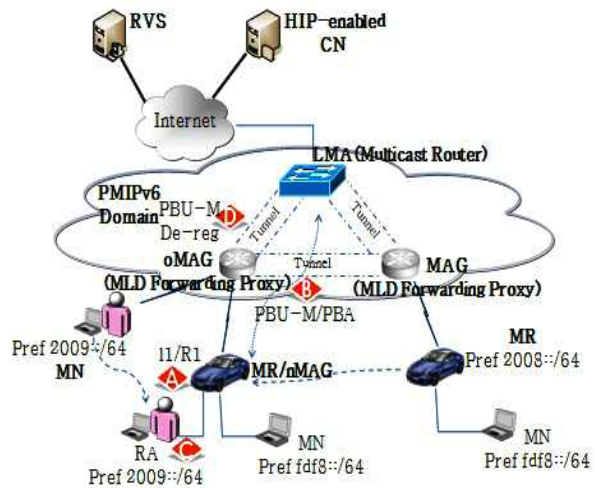 RVS
HIP-enabled
CN
Internet
LMA (Multicast Router)
PMIPv6
Domain
PBU-M
De-reg
D
Tunnel
Tunnel
oMAG
(MLD Forwarding Proxy)
Tunnel
MAG
(MLD Forwarding Proxy)
B
PBU-M/PBA
Pref 2009::/64
MN
I1/R1
A
MR/nMAG
MR
Pref 2008::/64
RA
C
Pref 2009::/64
MN
Pref fdf8::/64
MN
Pref fdf8::/64